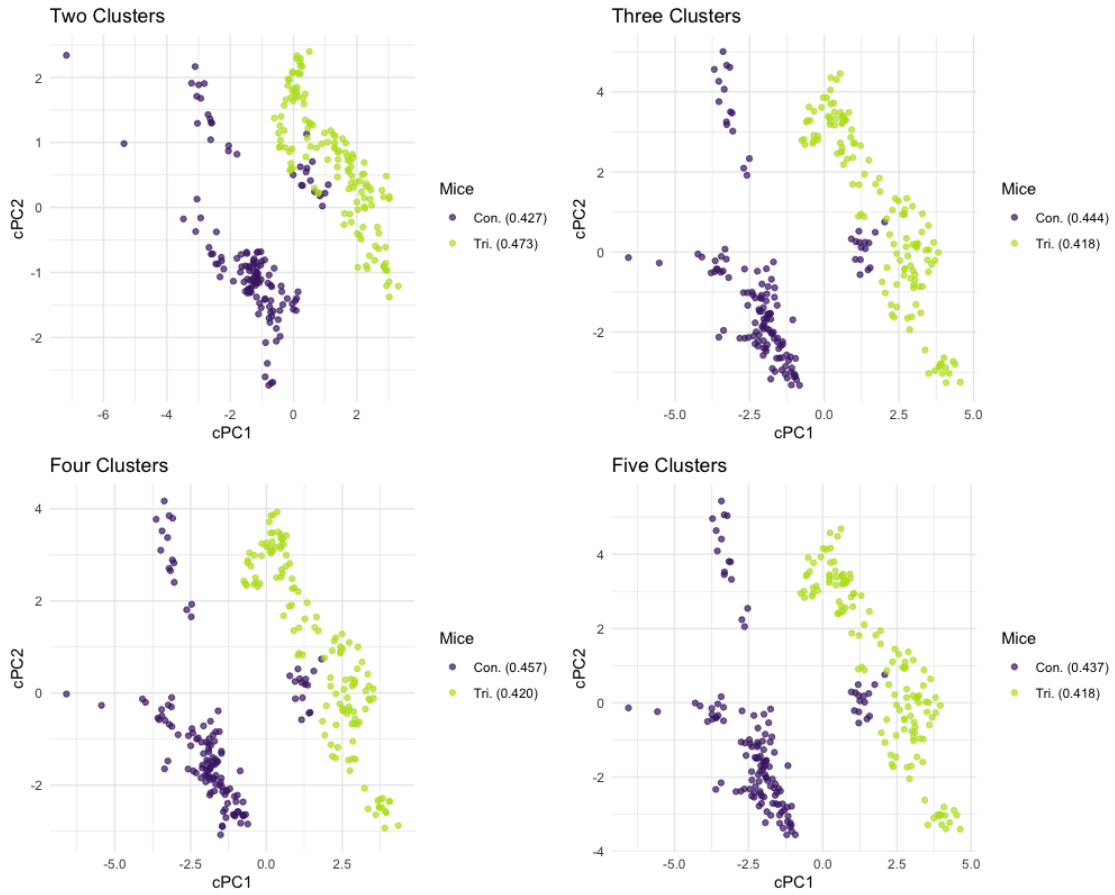 Two Clusters
cPC2
2
1
0
-1
-2
-6
-4
-2
0
2
cPC1
Mice
Con. (0.427)
Tri. (0.473)
Three Clusters
cPC2
4
2
0
-2
-5.0
-2.5
0.0
2.5
5.0
cPC1
Mice
Con. (0.444)
Tri. (0.418)
Four Clusters
cPC2
4
2
0
-2
-5.0
-2.5
0.0
2.5
cPC1
Mice
Con. (0.457)
Tri. (0.420)
Five Clusters
cPC2
4
2
0
-2
-4
-5.0
-2.5
0.0
2.5
cPC1
Mice
Con. (0.437)
Tri. (0.418)